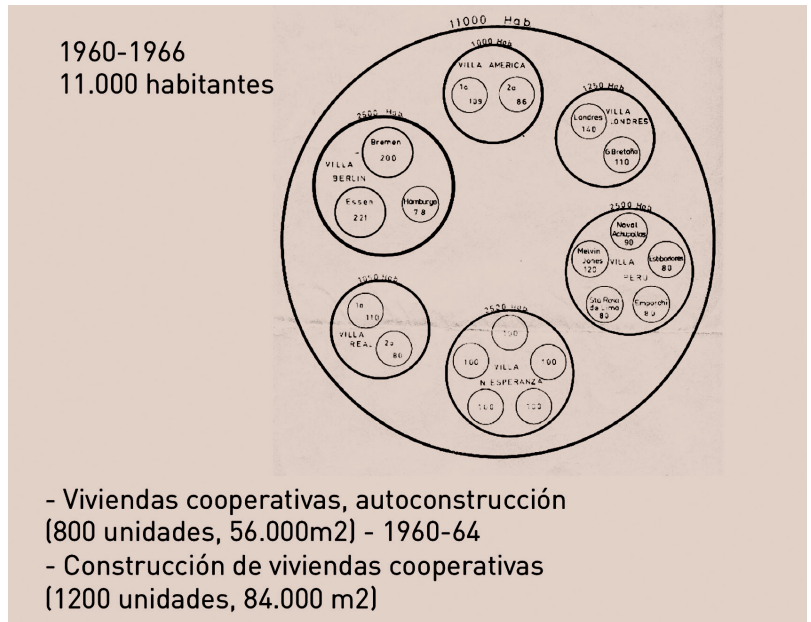 1960-1966
11.000 habitantes
11000 Hab
1000 Hab
VILLA AMERICA
1a
109
2a
86
1250 Hab
VILLA
LONDRES
Londres
140
G.Bretaña
110
2500 Hab
Bremen
200
VILLA
BERLIN
Essen
221
Hamburgo
78
2500 Hab
Naval
Achupallas
90
Melvin
Jones
120
VILLA
PERU
Estibadores
80
Sta Rosa
de Lima
80
Emporchi
80
Hab
1a
110
VILLA
REAL
2a
80
2520 Hab
100
100
VILLA
N.ESPERANZA
100
100
- Viviendas cooperativas, autoconstrucción
(800 unidades, 56.000m2) - 1960-64
- Construcción de viviendas cooperativas
(1200 unidades, 84.000 m2)